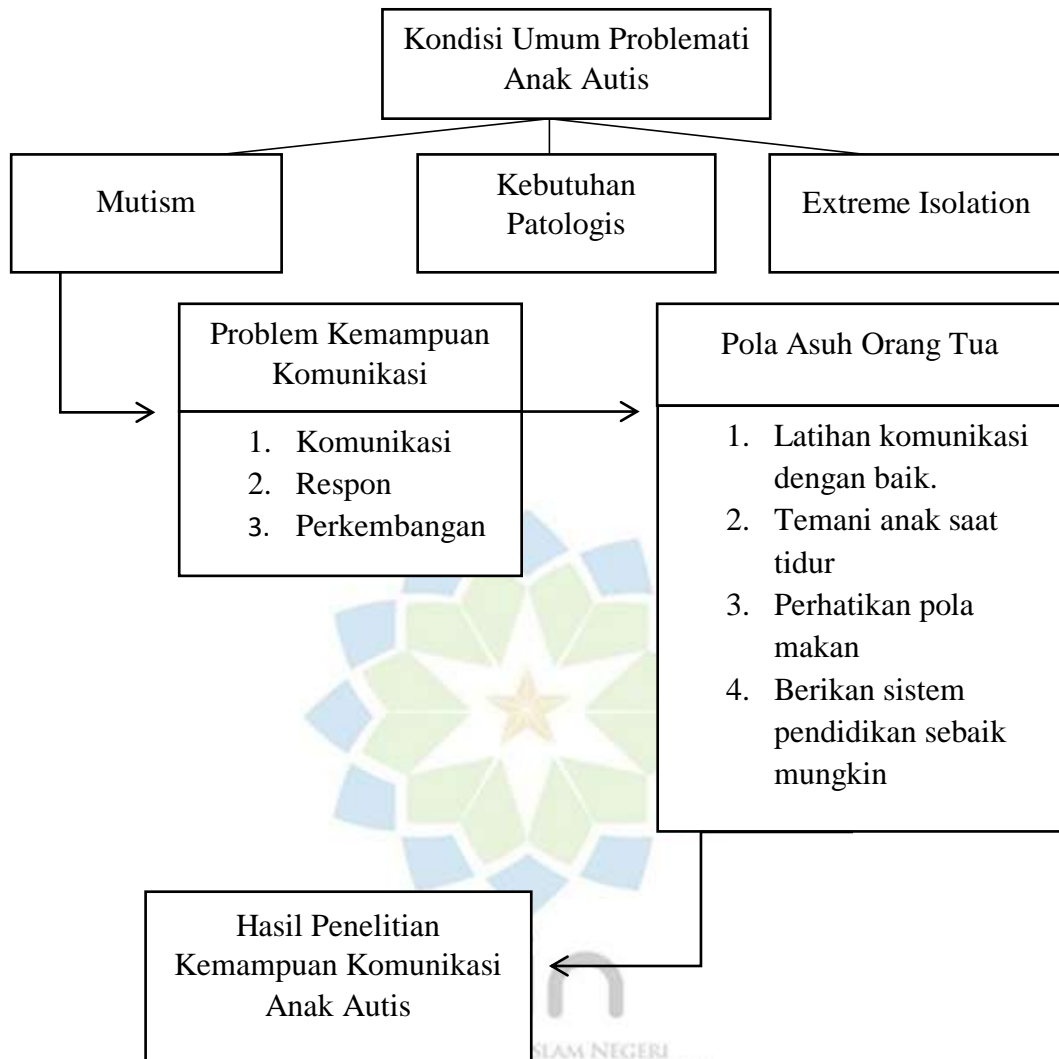 Kondisi Umum Problemati
Anak Autis
Mutism
Kebutuhan
Patologis
Extreme Isolation
Problem Kemampuan
Komunikasi
1. Komunikasi
2. Respon
3. Perkembangan
Pola Asuh Orang Tua
1. Latihan komunikasi
dengan baik.
2. Temani anak saat
tidur
3. Perhatikan pola
makan
4. Berikan sistem
pendidikan sebaik
mungkin
Hasil Penitian
Kemampuan Komunikasi
Anak Autis
NEGERI